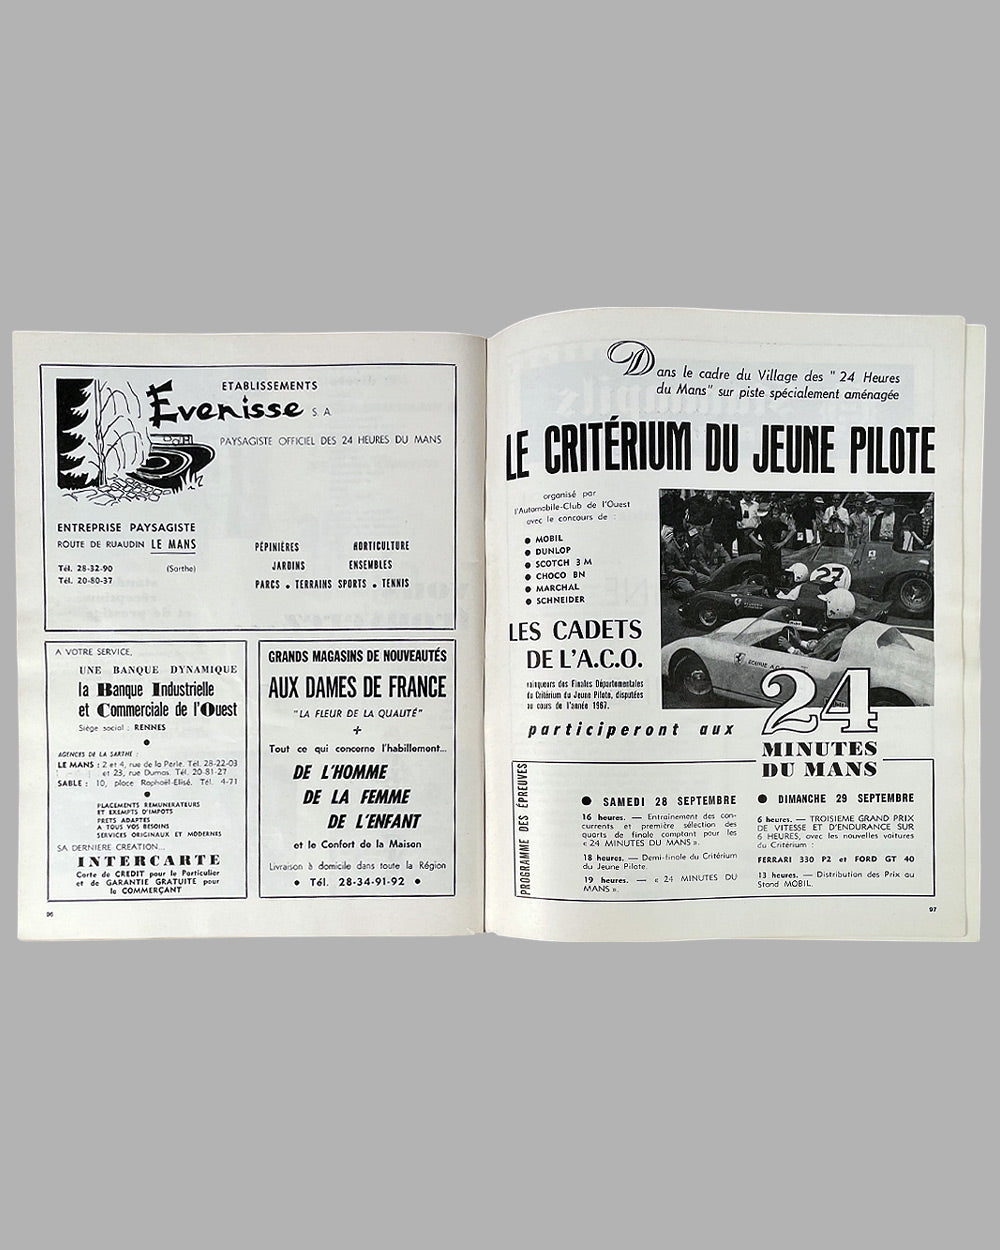 ETABLISSEMENTS
Evenisse S. A.
PAYSAGISTE OFFICIEL DES 24 HEURES DU MANS
ENTREPRISE PAYSAGISTE
ROUTE DE RUAUDIN LE MANS
Tél. 28-32-90 (Sarthe)
Tél. 20-80-37
PÉPINIÈRES HORTICULTURE
JARDINS ENSEMBLES
PARCS • TERRAINS SPORTS • TENNIS
A VOTRE SERVICE,
UNE BANQUE DYNAMIQUE
la Banque Industrielle
et Commerciale de l'Ouest
Siège social : RENNES
●
AGENCES DE LA SARTHE :
LE MANS : 2 et 4, rue de la Perle. Tél. 28-22-03
et 23, rue Dumas. Tél. 20-81-27
SABLE : 10, place Raphaël-Elisé. Tél. 4-71
●
PLACEMENTS REMUNERATEURS
ET EXEMPTS D'IMPOTS
PRETS ADAPTES
A TOUS VOS BESOINS
SERVICES ORIGINAUX ET MODERNES
SA DERNIERE CREATION...
INTERCARTE
Carte de CREDIT pour le Particulier
et de GARANTIE GRATUITE pour
le COMMERÇANT
GRANDS MAGASINS DE NOUVEAUTÉS
AUX DAMES DE FRANCE
"LA FLEUR DE LA QUALITÉ"
+
Tout ce qui concerne l'habillement...
DE L'HOMME
DE LA FEMME
DE L'ENFANT
et le Confort de la Maison
Livraison à domicile dans toute la Région
• Tél. 28-34-91-92 •
96
Dans le cadre du Village des "24 Heures
du Mans" sur piste spécialement aménagée
LE CRITÉRIUM DU JEUNE PILOTE
organisé par
l'Automobile-Club de l'Ouest
avec le concours de :
● MOBIL
● DUNLOP
● SCOTCH 3 M
● CHOCO BN
● MARCHAL
● SCHNEIDER
27
ECURIE A.C.
LES CADETS
DE L'A.C.O.
vainqueurs des Finales Départementales
du Critérium du Jeune Pilote, disputées
au cours de l'année 1967.
participeront aux
24
MINUTES
DU MANS
PROGRAMME DES ÉPREUVES
● SAMEDI 28 SEPTEMBRE
16 heures. — Entrainement des con-
currents et première sélection des
quarts de finale comptant pour les
« 24 MINUTES DU MANS ».
18 heures. — Demi-finale du Critérium
du Jeune Pilote.
19 heures. — « 24 MINUTES DU
MANS ».
● DIMANCHE 29 SEPTEMBRE
6 heures. — TROISIEME GRAND PRIX
DE VITESSE ET D'ENDURANCE SUR
6 HEURES, avec les nouvelles voitures
du Critérium :
FERRARI 330 P2 et FORD GT 40
13 heures. — Distribution des Prix au
Stand MOBIL.
97